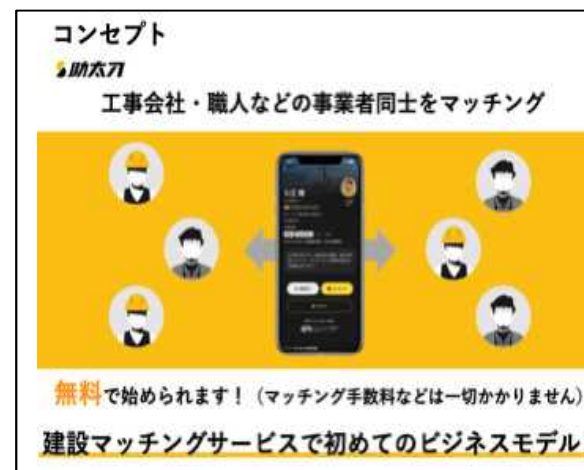 コンセプト
助太刀
工事会社・職人などの事業者同士をマッチング
無料で始められます！（マッチング手数料などは一切かかりません）
建設マッチングサービスで初めてのビジネスモデル